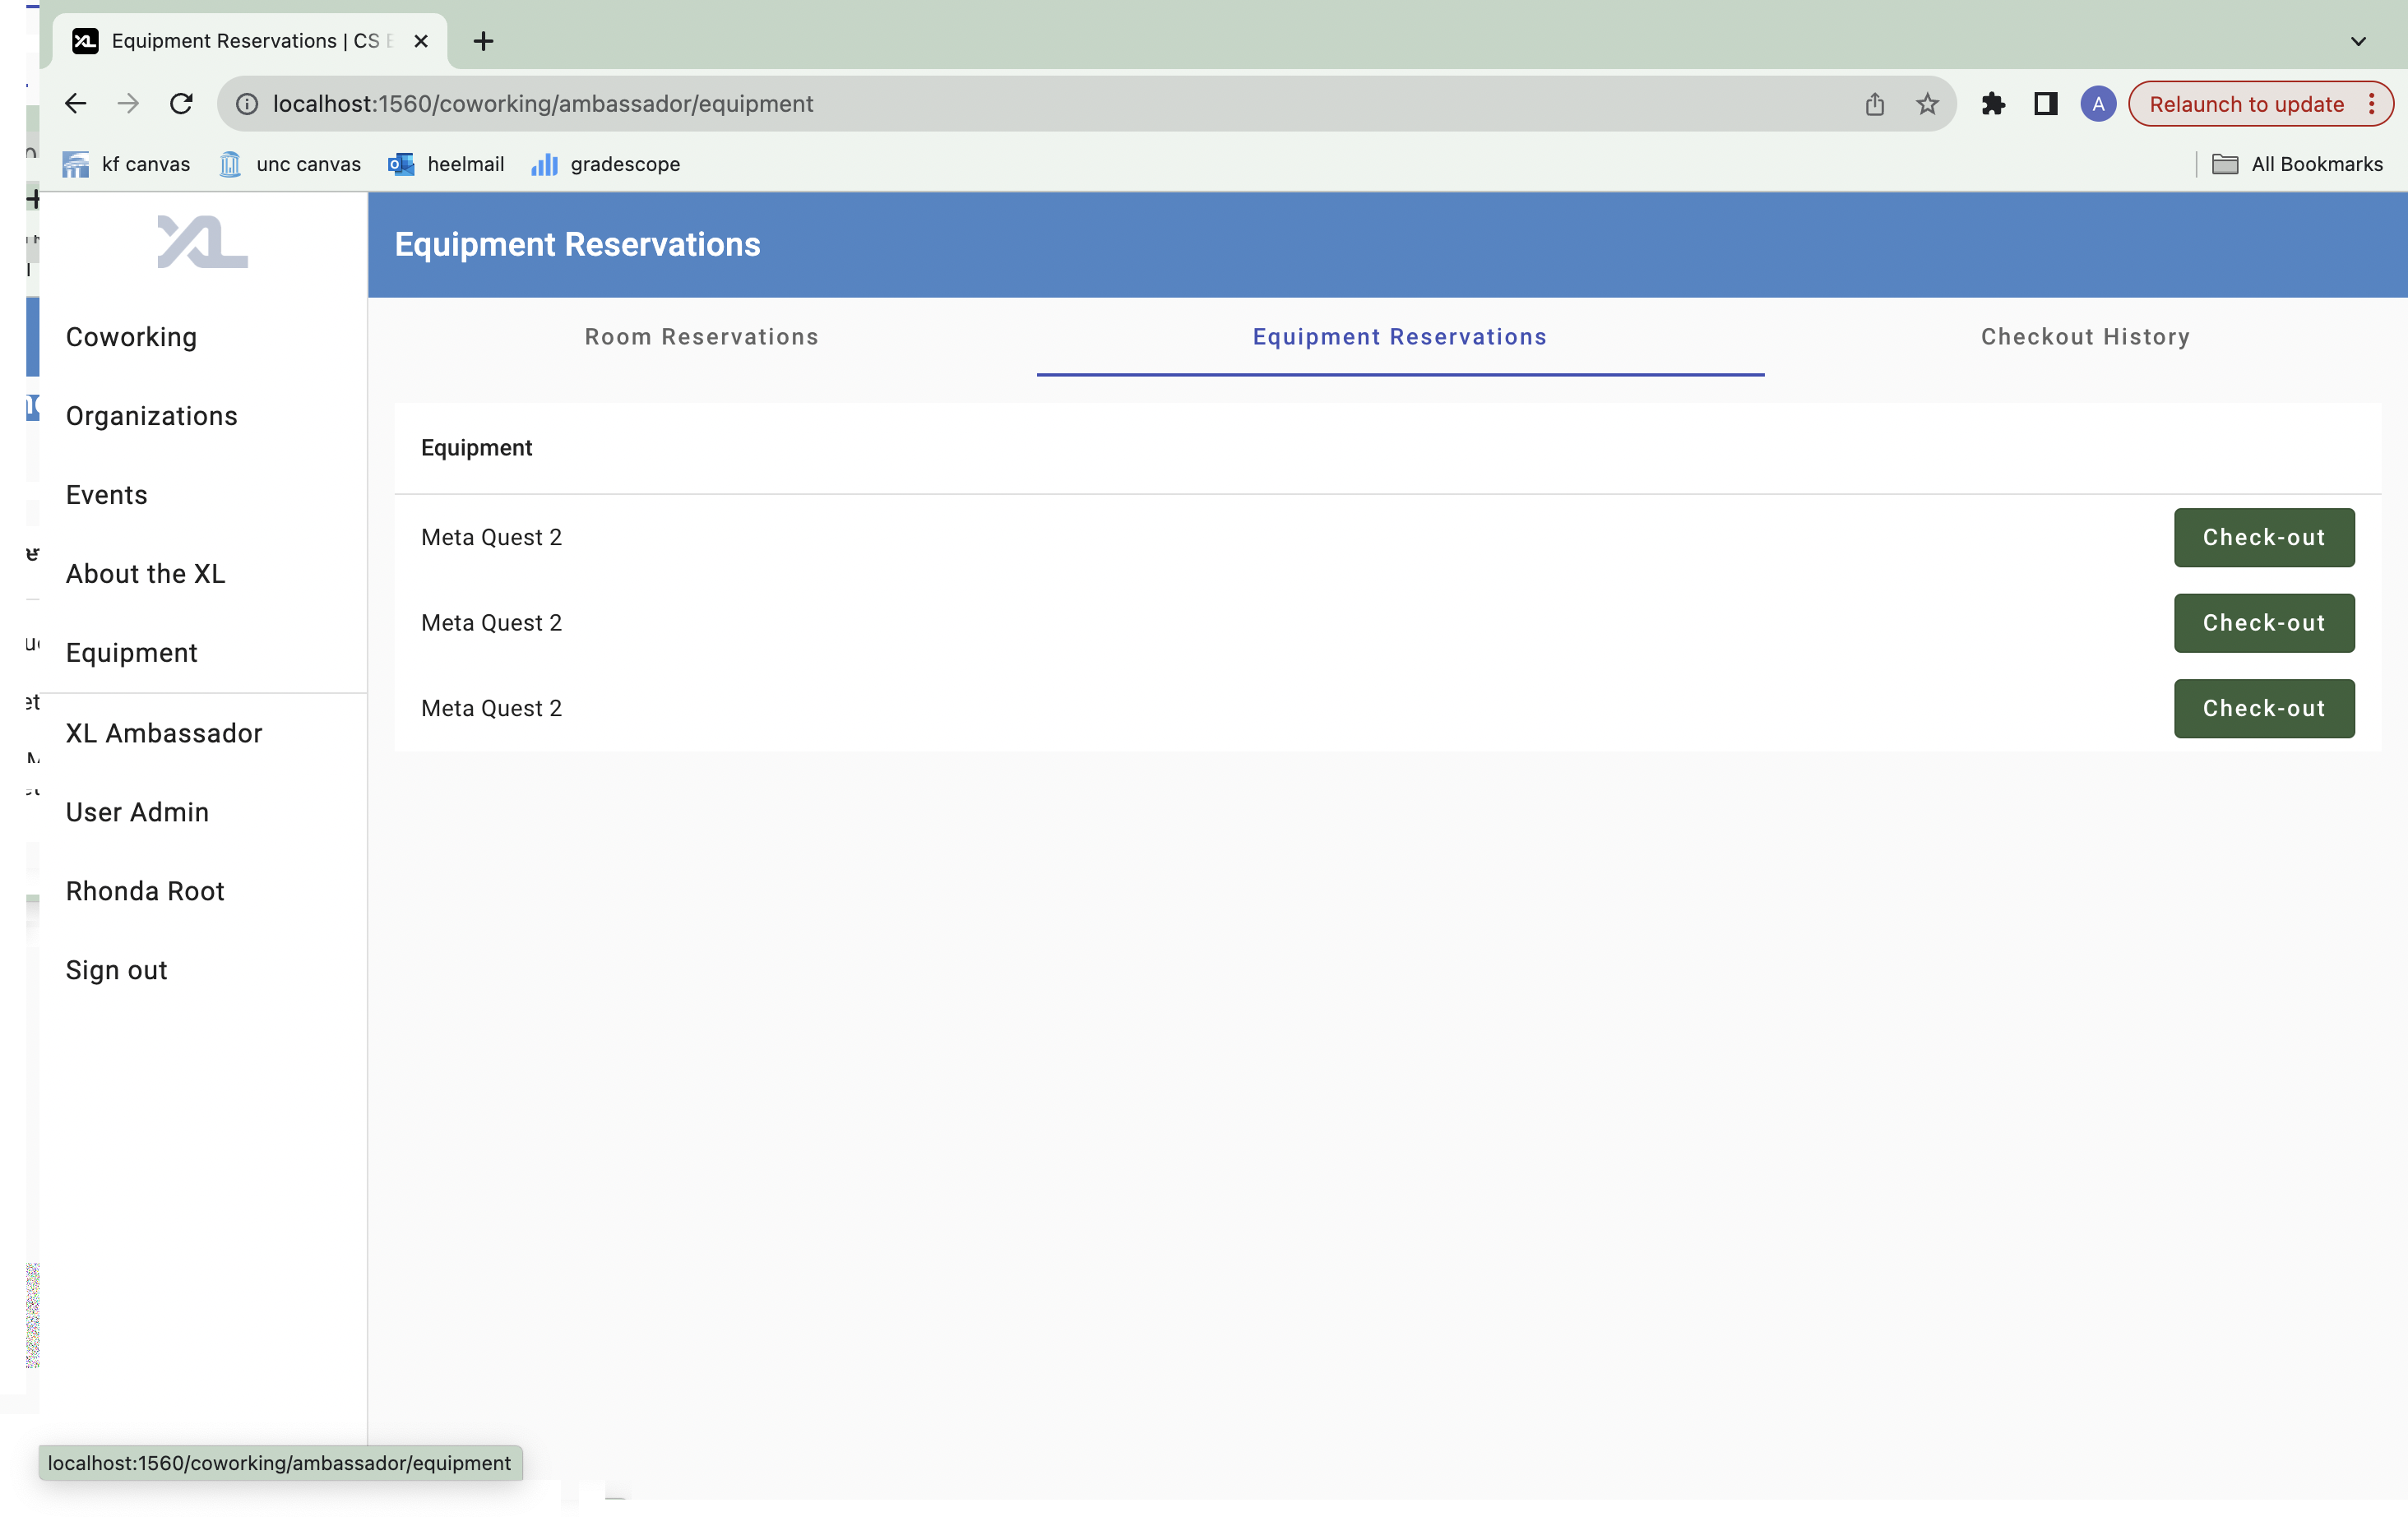 Equipment Reservations | CS
localhost:1560/coworking/ambassador/equipment
A
Relaunch to update
kf canvas
unc canvas
heelmail
gradescope
All Bookmarks
XL
Equipment Reservations
Coworking
Organizations
Events
About the XL
Equipment
XL Ambassador
User Admin
Rhonda Root
Sign out
Room Reservations
Equipment Reservations
Checkout History
Equipment
Meta Quest 2
Check-out
Meta Quest 2
Check-out
Meta Quest 2
Check-out
localhost:1560/coworking/ambassador/equipment